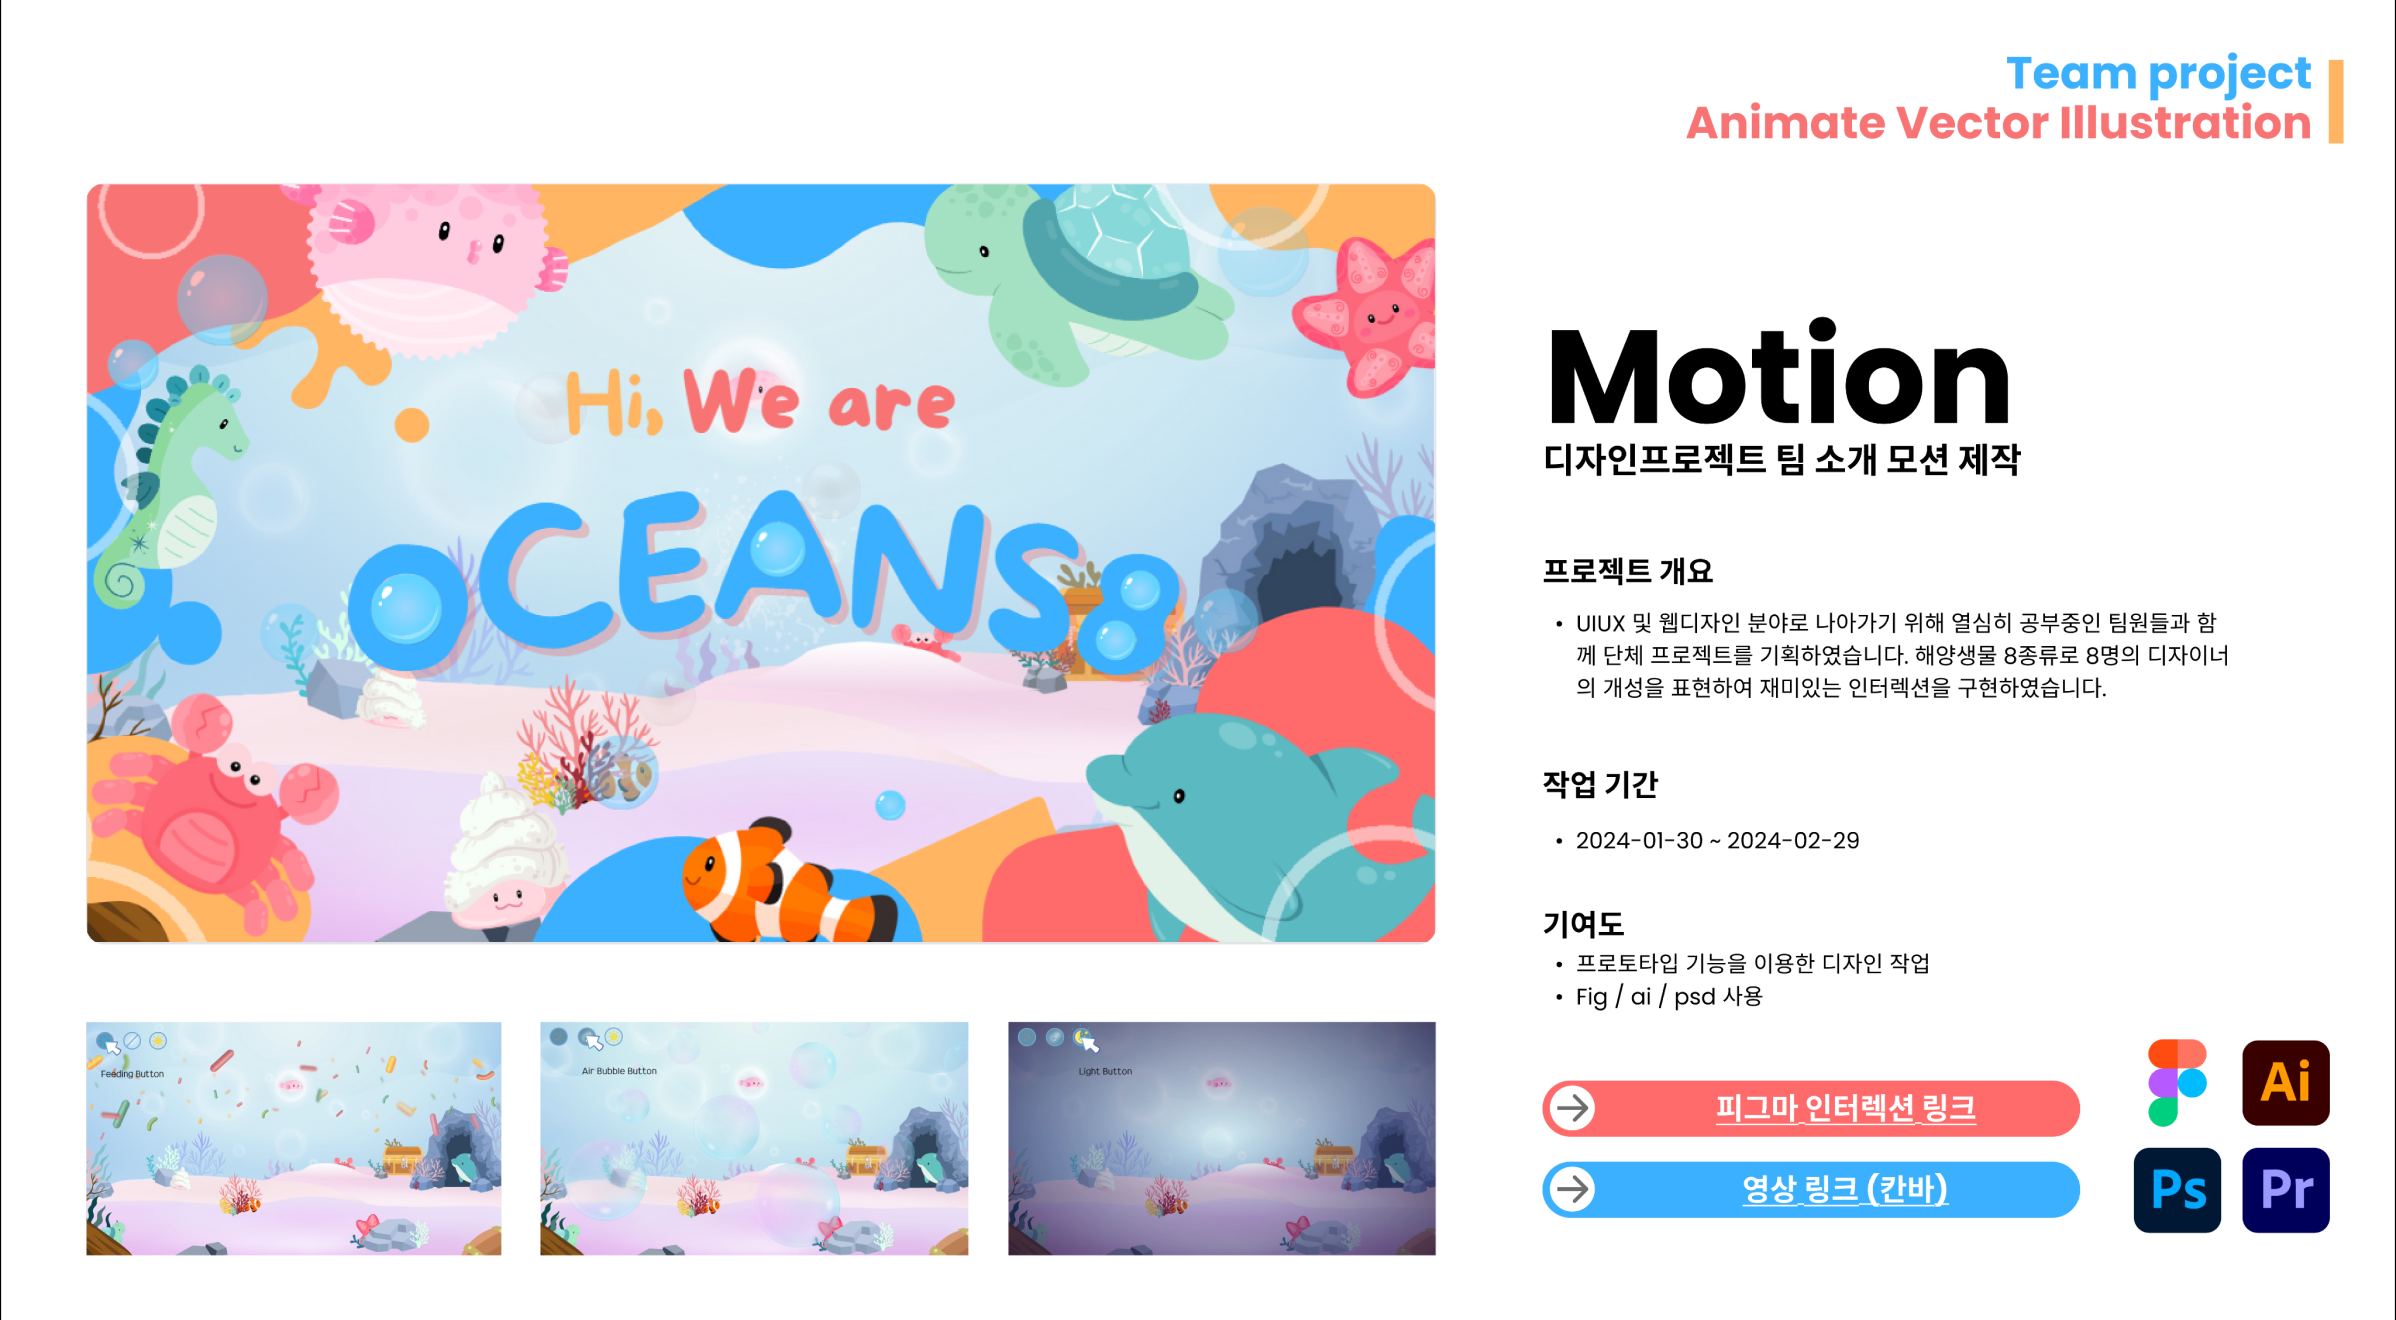 Team project
Animate Vector Illustration
Hi, We are
OCEANS8
Motion
디자인프로젝트 팀 소개 모션 제작
프로젝트 개요
• UIUX 및 웹디자인 분야로 나아가기 위해 열심히 공부중인 팀원들과 함
께 단체 프로젝트를 기획하였습니다. 해양생물 8종류로 8명의 디자이너
의 개성을 표현하여 재미있는 인터렉션을 구현하였습니다.
작업 기간
• 2024-01-30 ~ 2024-02-29
기여도
• 프로토타입 기능을 이용한 디자인 작업
• Fig / ai / psd 사용
Feeding Button
Air Bubble Button
Light Button
피그마 인터렉션 링크
영상 링크 (칸바)
Ai
Ps
Pr